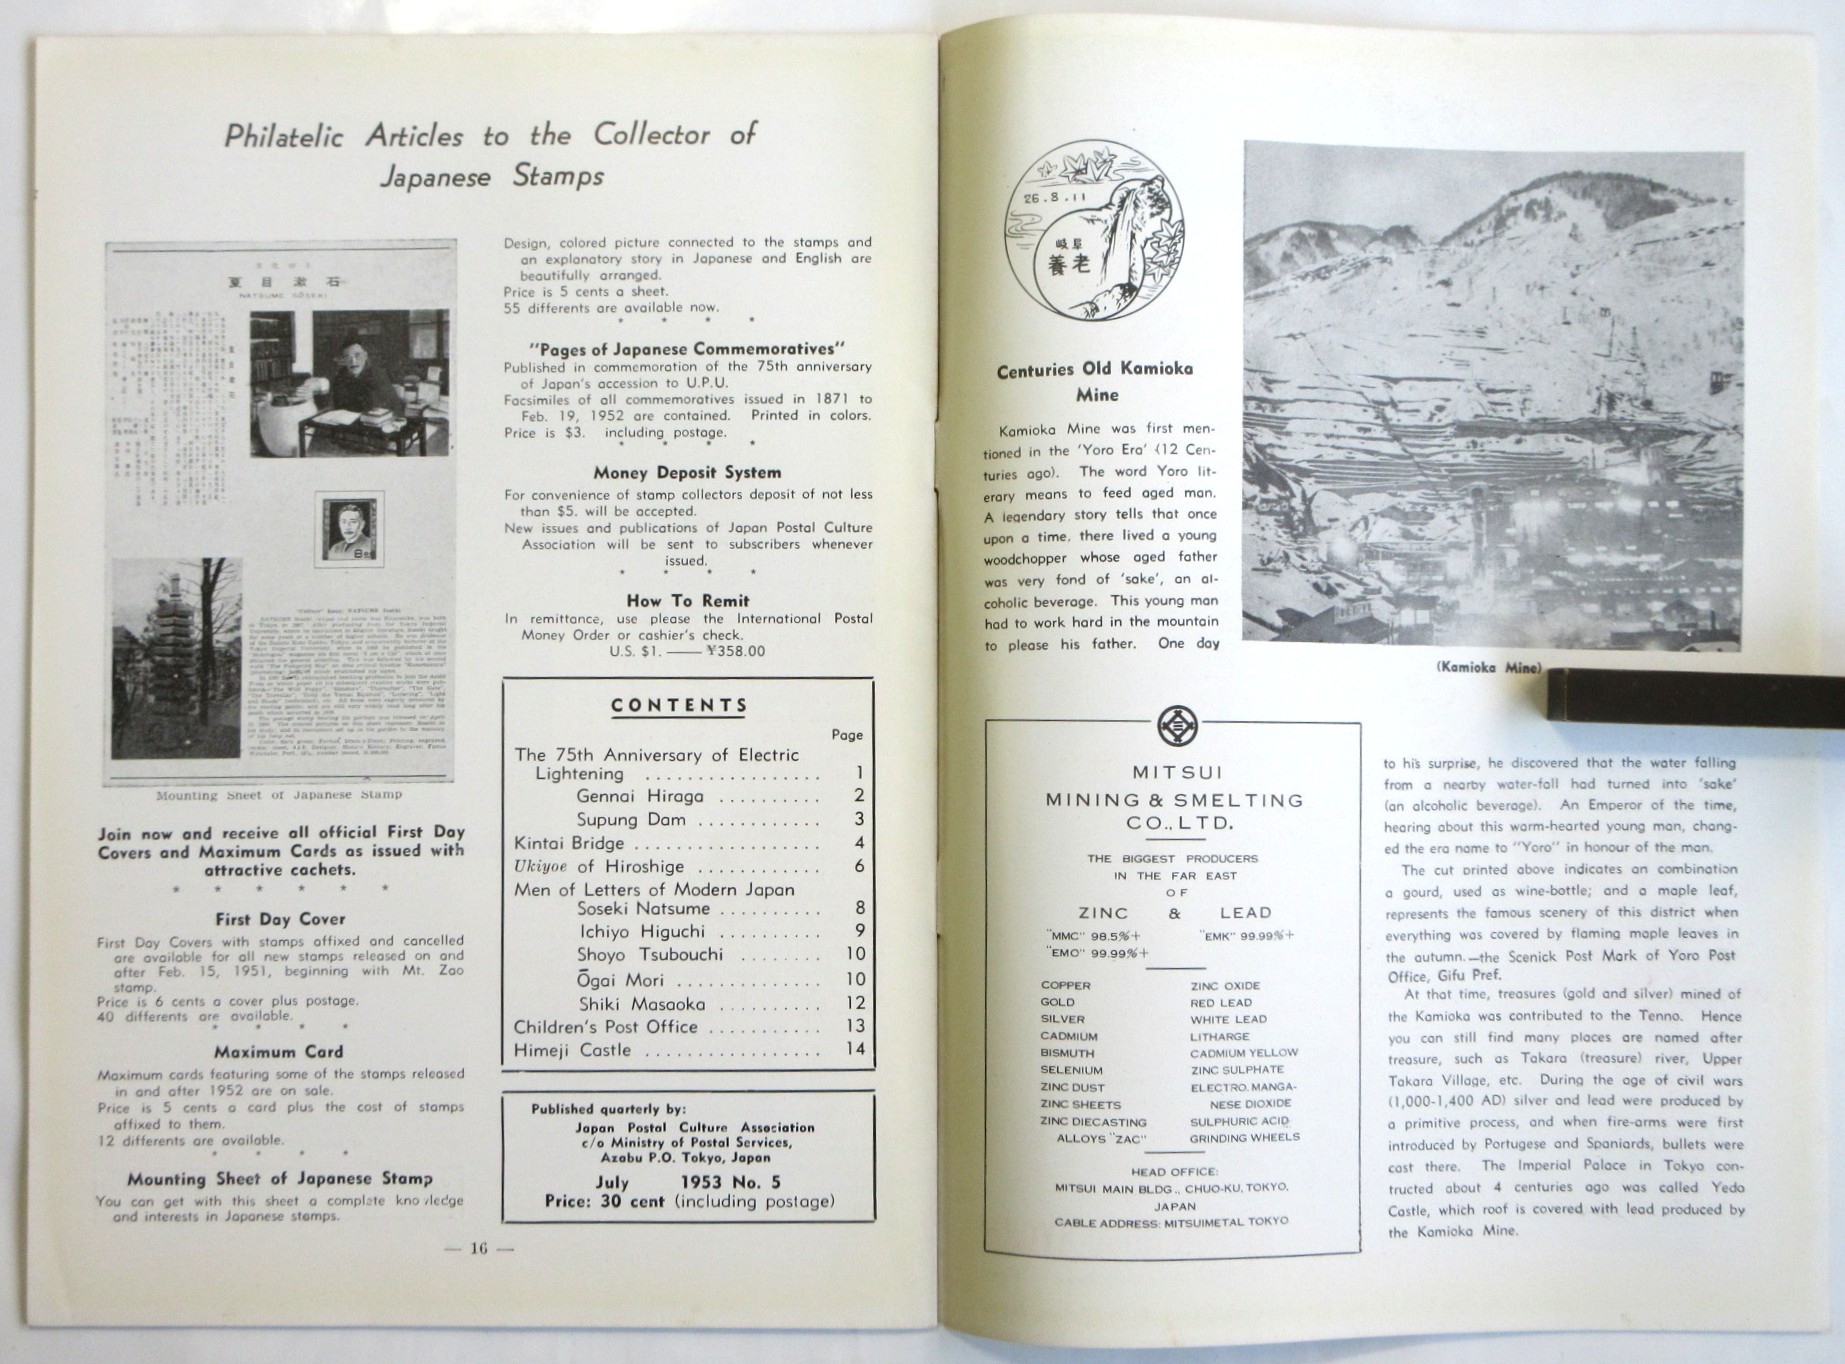 Philatelic Articles to the Collector of
Japanese Stamps
夏目漱石
NATSUME SOSEKI
Mounting Sheet of Japanese Stamp
Join now and receive all official First Day
Covers and Maximum Cards as issued with
attractive cachets.
* * * * * *
First Day Cover
First Day Covers with stamps affixed and cancelled
are available for all new stamps released on and
after Feb. 15, 1951, beginning with Mt. Zao
stamp.
Price is 6 cents a cover plus postage.
40 differents are available.
* * * *
Maximum Card
Maximum cards featuring some of the stamps released
in and after 1952 are on sale.
Price is 5 cents a card plus the cost of stamps
affixed to them.
12 differents are available.
* * * *
Mounting Sheet of Japanese Stamp
You can get with this sheet a complete kno ledge
and interests in Japanese stamps.
Design, colored picture connected to the stamps and
an explanatory story in Japanese and English are
beautifully arranged.
Price is 5 cents a sheet.
55 differents are available now.
* * * *
"Pages of Japanese Commemoratives"
Published in commemoration of the 75th anniversary
of Japan's accession to U.P.U.
Facsimiles of all commemoratives issued in 1871 to
Feb. 19, 1952 are contained. Printed in colors.
Price is $3. including postage.
* * * *
Money Deposit System
For convenience of stamp collectors deposit of not less
than $5. will be accepted.
New issues and publications of Japan Postal Culture
Association will be sent to subscribers whenever
issued.
* * * *
How To Remit
In remittance, use please the International Postal
Money Order or cashier's check.
U.S. $1. —— ¥358.00
CONTENTS
Page
The 75th Anniversary of Electric
Lightening ................. 1
Gennai Hiraga .......... 2
Supung Dam ............ 3
Kintai Bridge .................. 4
Ukiyoe of Hiroshige ............ 6
Men of Letters of Modern Japan
Soseki Natsume .......... 8
Ichiyo Higuchi .......... 9
Shoyo Tsubouchi ........ 10
Ōgai Mori .............. 10
Shiki Masaoka .......... 12
Children's Post Office ........... 13
Himeji Castle ................. 14
Published quarterly by:
Japan Postal Culture Association
c/o Ministry of Postal Services,
Azabu P.O. Tokyo, Japan
July 1953 No. 5
Price: 30 cent (including postage)
— 16 —
26.8.11
岐阜
養老
Centuries Old Kamioka
Mine
Kamioka Mine was first men-
tioned in the 'Yoro Era' (12 Cen-
turies ago). The word Yoro lit-
erary means to feed aged man.
A legendary story tells that once
upon a time, there lived a young
woodchopper whose aged father
was very fond of 'sake', an al-
coholic beverage. This young man
had to work hard in the mountain
to please his father. One day
(Kamioka Mine)
MITSUI
MINING & SMELTING
CO., LTD.
THE BIGGEST PRODUCERS
IN THE FAR EAST
OF
ZINC & LEAD
"MMC" 98.5%+ "EMK" 99.99%+
"EMO" 99.99%+
COPPER ZINC OXIDE
GOLD RED LEAD
SILVER WHITE LEAD
CADMIUM LITHARGE
BISMUTH CADMIUM YELLOW
SELENIUM ZINC SULPHATE
ZINC DUST ELECTRO. MANGA-
ZINC SHEETS NESE DIOXIDE
ZINC DIECASTING SULPHURIC ACID
ALLOYS "ZAC" GRINDING WHEELS
HEAD OFFICE:
MITSUI MAIN BLDG., CHUO-KU, TOKYO,
JAPAN
CABLE ADDRESS: MITSUIMETAL TOKYO
to his surprise, he discovered that the water falling
from a nearby water-fall had turned into 'sake'
(an alcoholic beverage). An Emperor of the time,
hearing about this warm-hearted young man, chang-
ed the era name to "Yoro" in honour of the man.
The cut printed above indicates an combination
a gourd, used as wine-bottle; and a maple leaf,
represents the famous scenery of this district when
everything was covered by flaming maple leaves in
the autumn.—the Scenick Post Mark of Yoro Post
Office, Gifu Pref.
At that time, treasures (gold and silver) mined of
the Kamioka was contributed to the Tenno. Hence
you can still find many places are named after
treasure, such as Takara (treasure) river, Upper
Takara Village, etc. During the age of civil wars
(1,000-1,400 AD) silver and lead were produced by
a primitive process, and when fire-arms were first
introduced by Portugese and Spaniards, bullets were
cast there. The Imperial Palace in Tokyo con-
tructed about 4 centuries ago was called Yedo
Castle, which roof is covered with lead produced by
the Kamioka Mine.